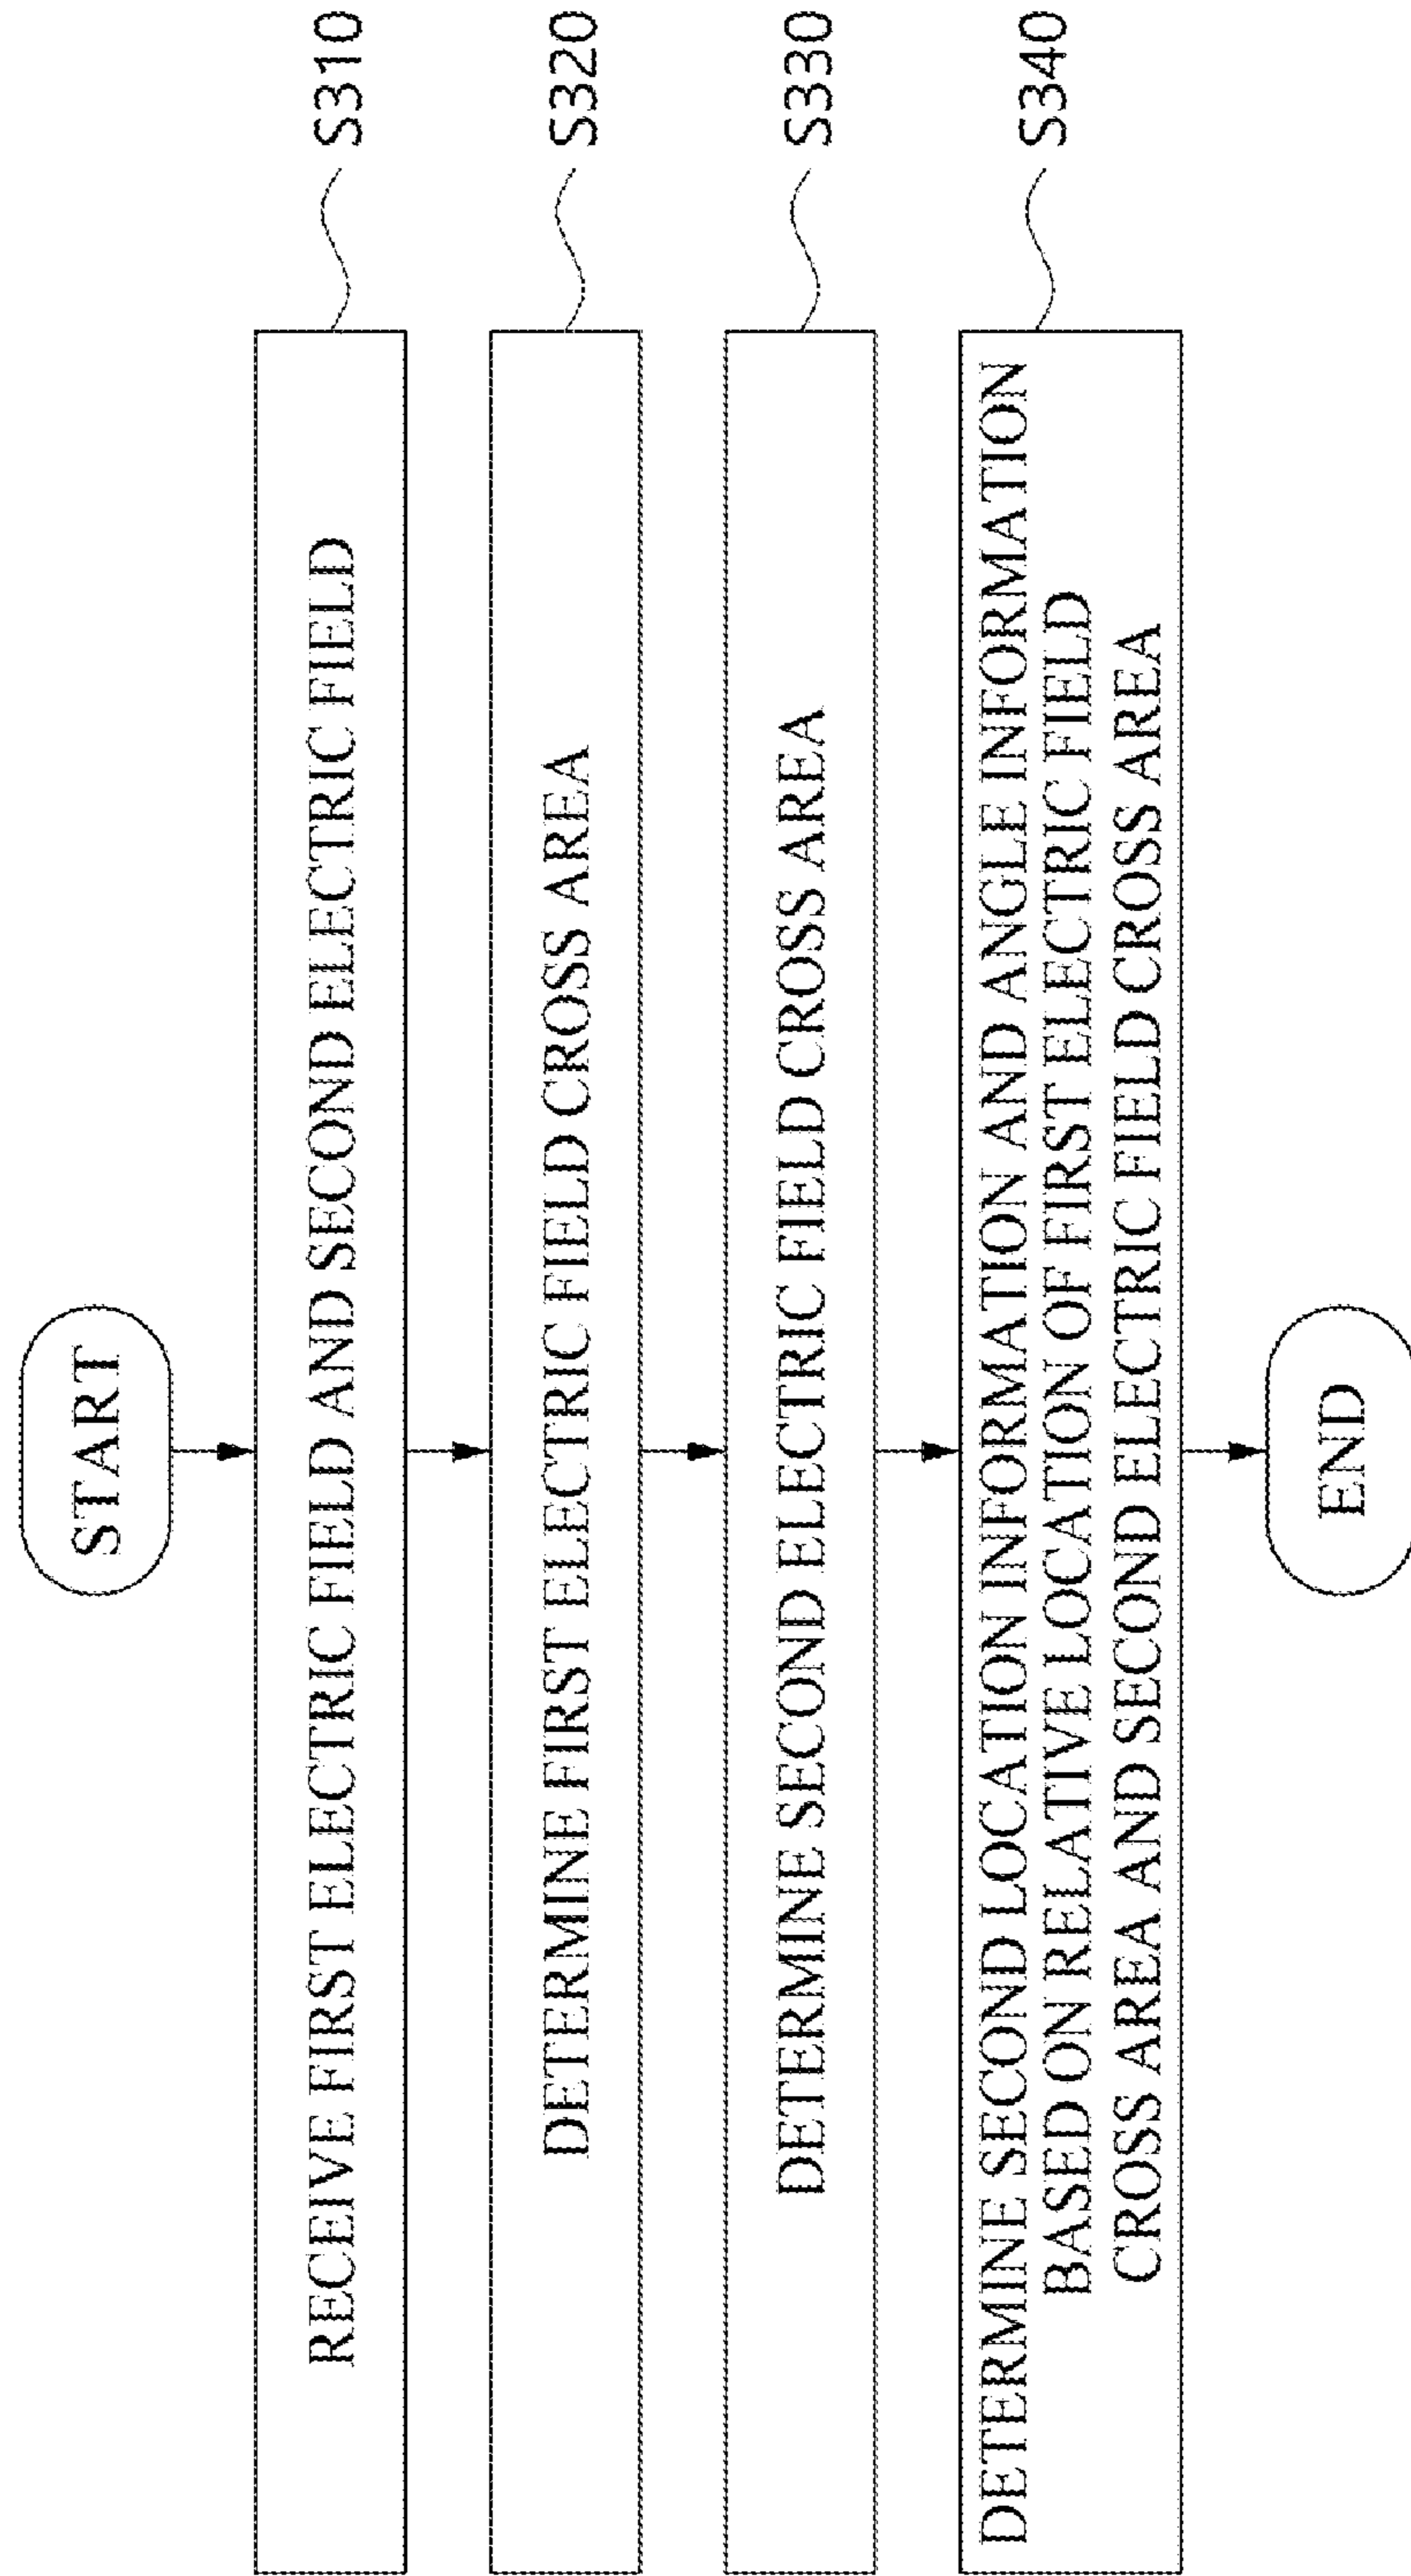 START
RECEIVE FIRST ELECTRIC FIELD AND SECOND ELECTRIC FIELD
S310
DETERMINE FIRST ELECTRIC FIELD CROSS AREA
S320
DETERMINE SECOND ELECTRIC FIELD CROSS AREA
S330
DETERMINE SECOND LOCATION INFORMATION AND ANGLE INFORMATION
BASED ON RELATIVE LOCATION OF FIRST ELECTRIC FIELD
CROSS AREA AND SECOND ELECTRIC FIELD CROSS AREA
S340
END